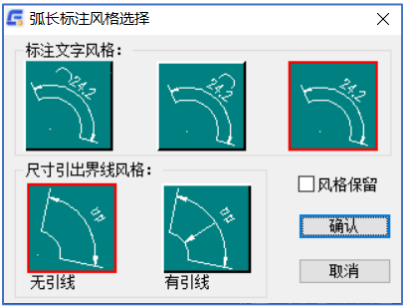 弧长标注风格选择
标注文字风格：
24.2
24.2
24.2
尺寸引出界线风格：
风格保留
确认
无引线
有引线
取消